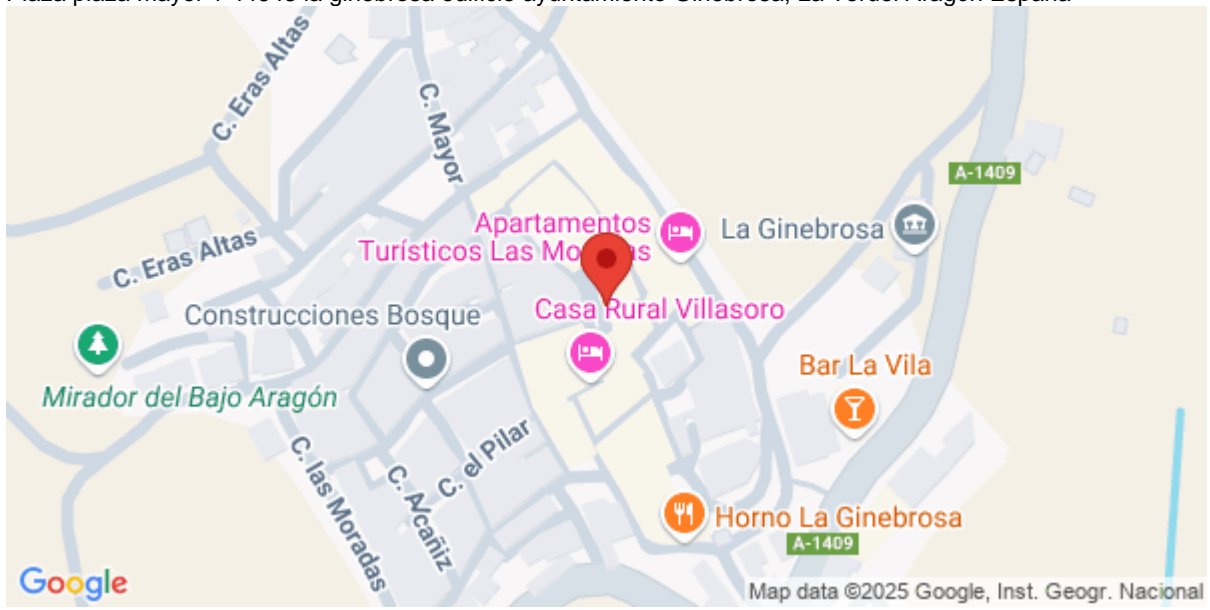 C. Eras Altas
C. Mayor
A-1409
Apartamentos
Turísticos Las Mo as
La Ginebrosa
C. Eras Altas
Casa Rural Villasoro
Construcciones Bosque
Bar La Vila
Mirador del Bajo Aragón
C. el Pilar
C. las Moradas
C. Alcañiz
Horno La Ginebrosa
A-1409
Google
Map data ©2025 Google, Inst. Geogr. Nacional